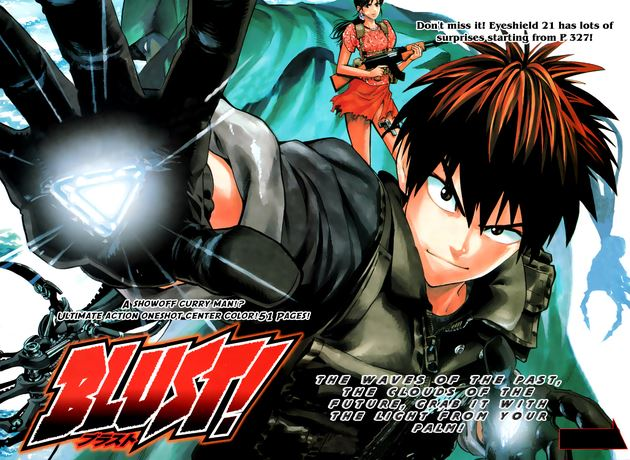 Don't miss it! Eyeshield 21 has lots of
surprises starting from P. 327!
A SHOWOFF CURRY MAN!?
ULTIMATE ACTION ONESHOT CENTER COLOR! 51 PAGES!
BLUST!
ブラスト
THE WAVES OF THE PAST,
THE CLOUDS OF THE
FUTURE, GRAB IT WITH
THE LIGHT FROM YOUR
PALM!